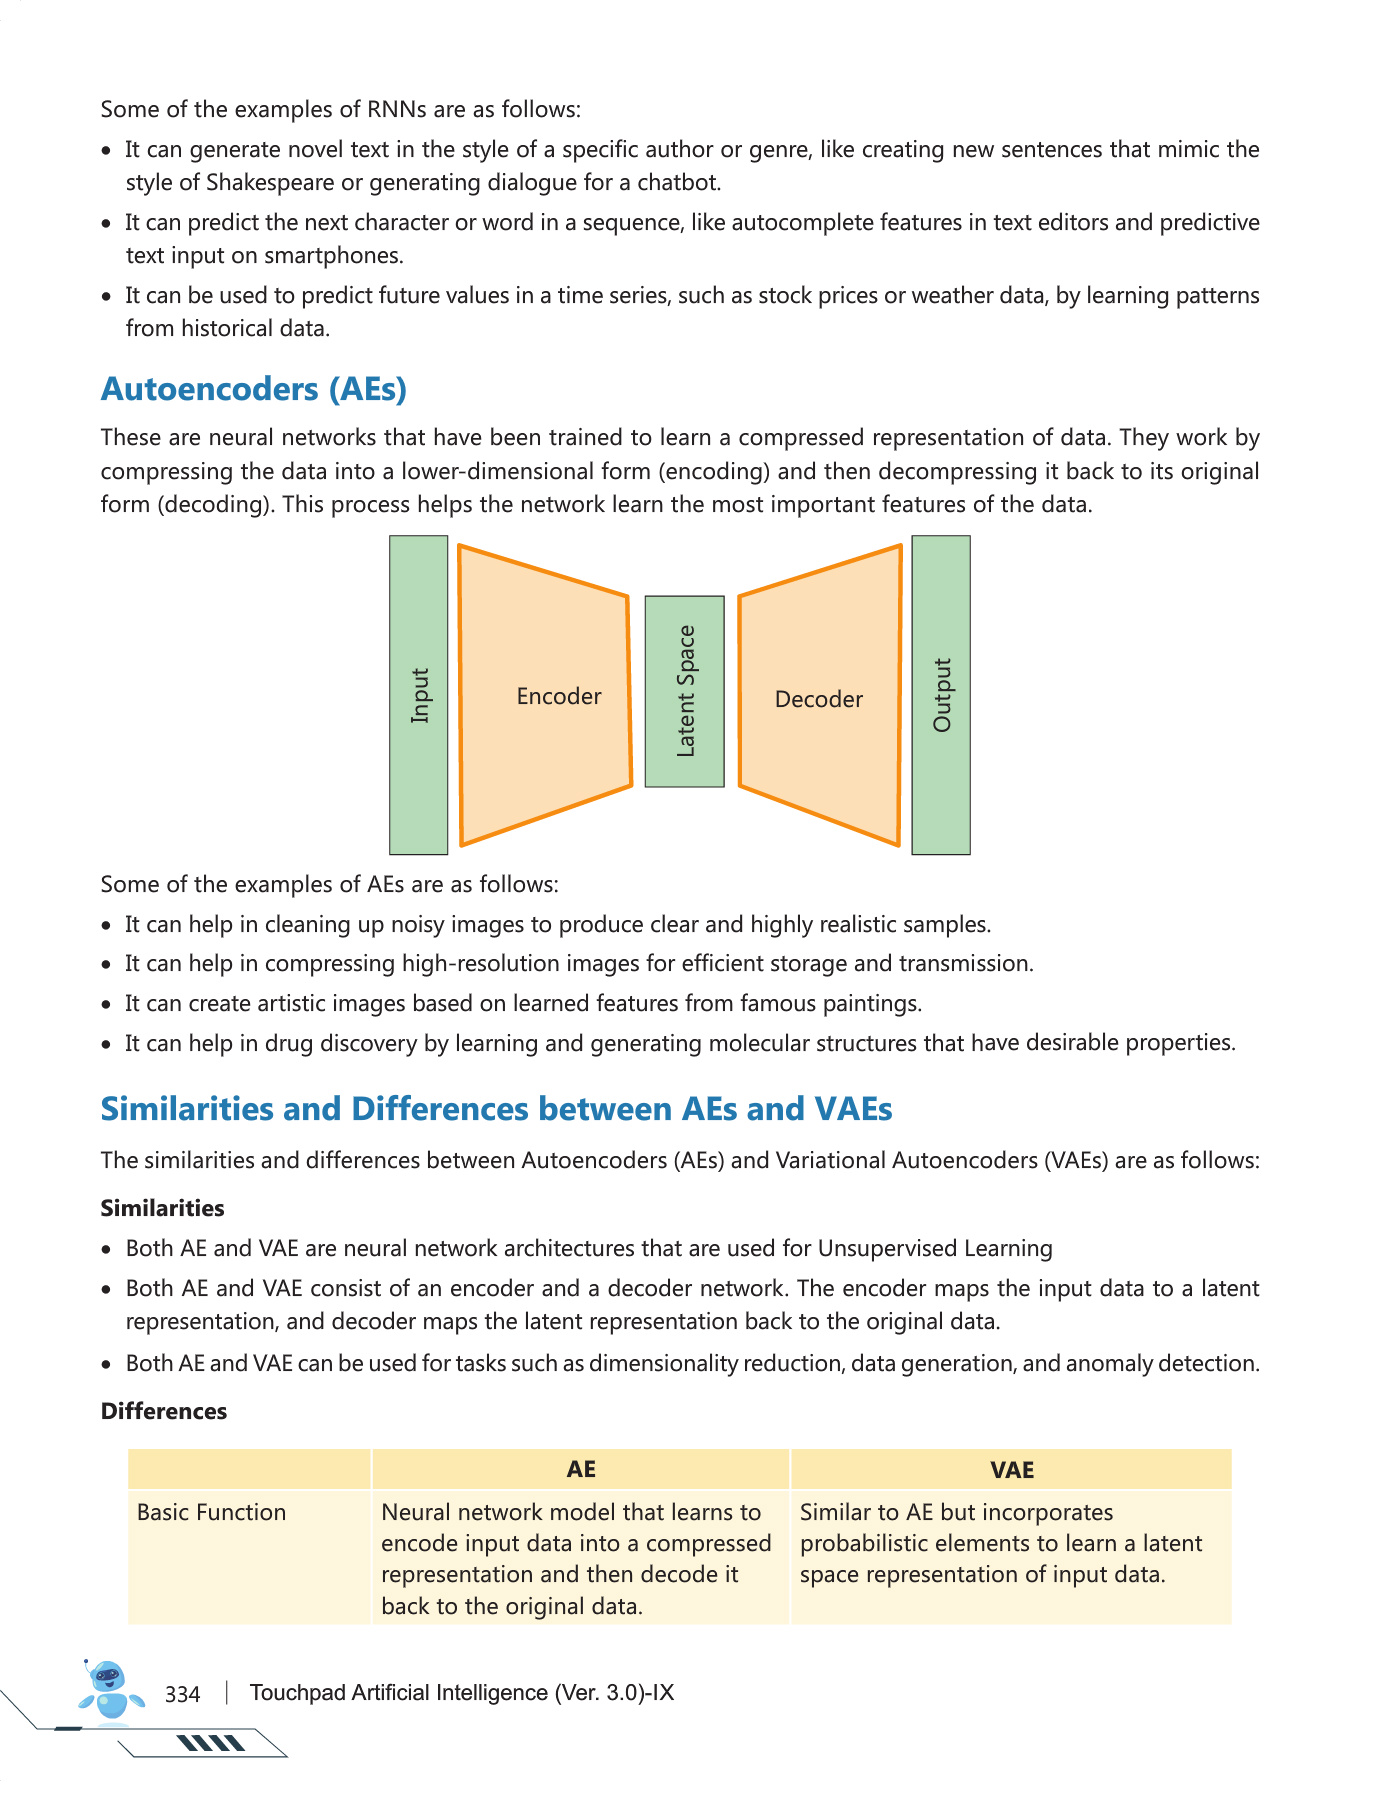 Some of the examples of RNNs are as follows:
• It can generate novel text in the style of a specific author or genre, like creating new sentences that mimic the
style of Shakespeare or generating dialogue for a chatbot.
• It can predict the next character or word in a sequence, like autocomplete features in text editors and predictive
text input on smartphones.
• It can be used to predict future values in a time series, such as stock prices or weather data, by learning patterns
from historical data.
Autoencoders (AEs)
These are neural networks that have been trained to learn a compressed representation of data. They work by
compressing the data into a lower-dimensional form (encoding) and then decompressing it back to its original
form (decoding). This process helps the network learn the most important features of the data.
Input
Encoder
Latent Space
Decoder
Output
Some of the examples of AEs are as follows:
• It can help in cleaning up noisy images to produce clear and highly realistic samples.
• It can help in compressing high-resolution images for efficient storage and transmission.
• It can create artistic images based on learned features from famous paintings.
• It can help in drug discovery by learning and generating molecular structures that have desirable properties.
Similarities and Differences between AEs and VAEs
The similarities and differences between Autoencoders (AEs) and Variational Autoencoders (VAEs) are as follows:
Similarities
• Both AE and VAE are neural network architectures that are used for Unsupervised Learning
• Both AE and VAE consist of an encoder and a decoder network. The encoder maps the input data to a latent
representation, and decoder maps the latent representation back to the original data.
• Both AE and VAE can be used for tasks such as dimensionality reduction, data generation, and anomaly detection.
Differences
AE
VAE
Basic Function
Neural network model that learns to
encode input data into a compressed
representation and then decode it
back to the original data.
Similar to AE but incorporates
probabilistic elements to learn a latent
space representation of input data.
334
Touchpad Artificial Intelligence (Ver. 3.0)-IX